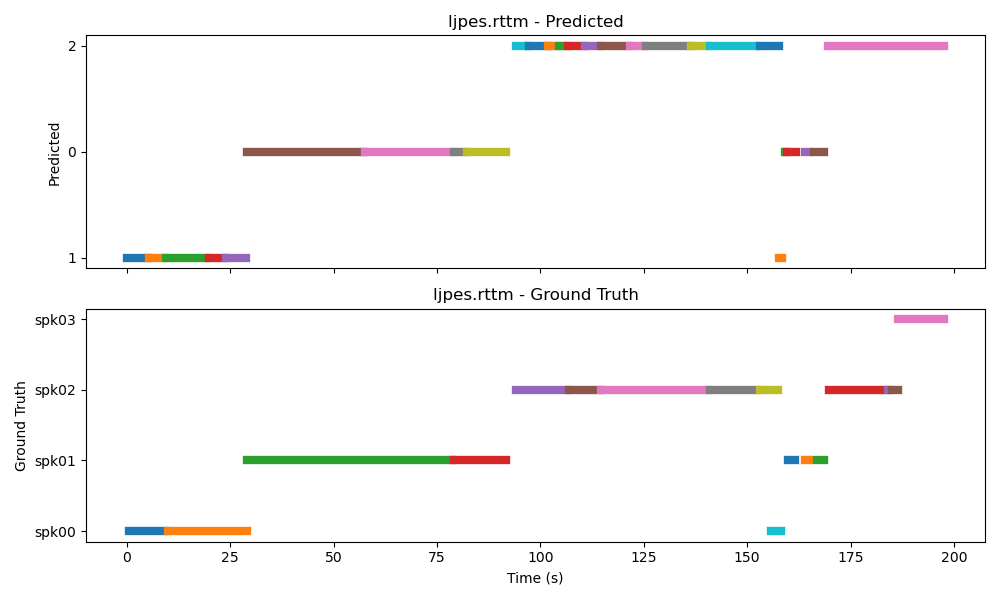 ljpes.rttm - Predicted
Predicted
2
0
1
ljpes.rttm - Ground Truth
Ground Truth
spk03
spk02
spk01
spk00
0 25 50 75 100 125 150 175 200
Time (s)